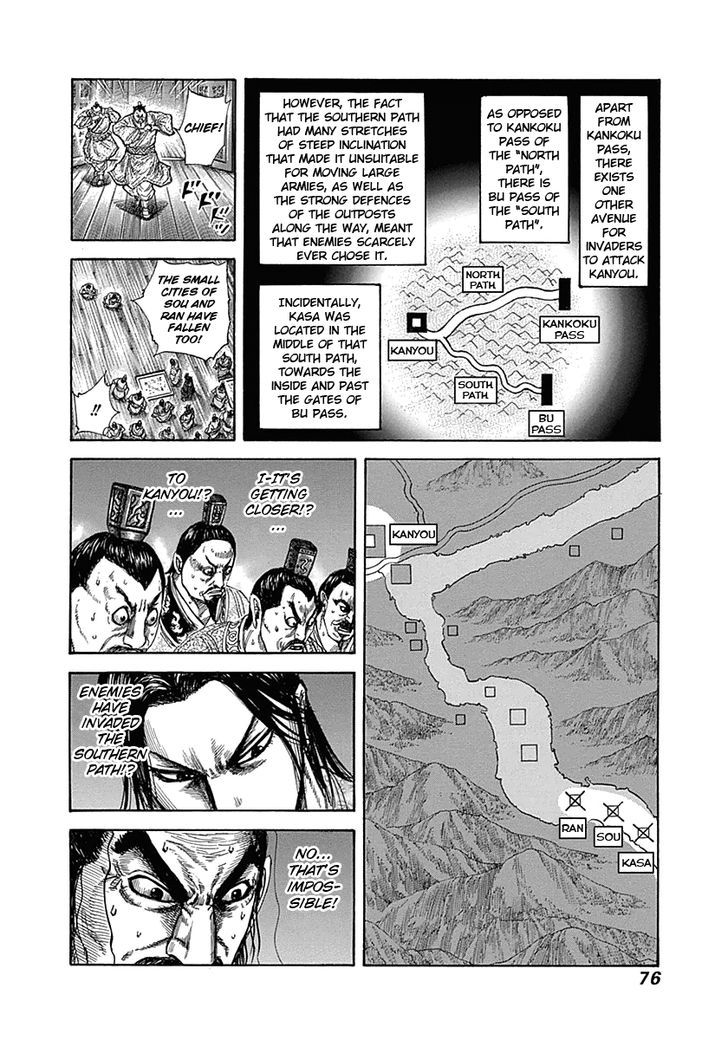 APART
FROM
KANKOKU
PASS,
THERE
EXISTS
ONE
OTHER
AVENUE
FOR
INVADERS
TO ATTACK
KANYOU.
AS OPPOSED
TO KANKOKU
PASS OF
THE "NORTH
PATH",
THERE IS
BU PASS OF
THE "SOUTH
PATH".
HOWEVER, THE FACT
THAT THE SOUTHERN PATH
HAD MANY STRETCHES
OF STEEP INCLINATION
THAT MADE IT UNSUITABLE
FOR MOVING LARGE
ARMIES, AS WELL AS
THE STRONG DEFENCES
OF THE OUTPOSTS
ALONG THE WAY, MEANT
THAT ENEMIES SCARCELY
EVER CHOSE IT.
INCIDENTALLY,
KASA WAS
LOCATED IN THE
MIDDLE OF THAT
SOUTH PATH,
TOWARDS THE
INSIDE AND PAST
THE GATES OF
BU PASS.
NORTH
PATH
KANKOKU
PASS
KANYOU
SOUTH
PATH
BU
PASS
CHIEF!
ドドドッ
THE SMALL
CITIES OF
SOU AND
RAN HAVE
FALLEN
TOO!
!!
KANYOU
RAN
SOU
KASA
I-IT'S
GETTING
CLOSER!?
...
TO
KANYOU!?
...
ENEMIES
HAVE
INVADED
THE
SOUTHERN
PATH!?
NO...
THAT'S
IMPOS-
SIBLE!
76